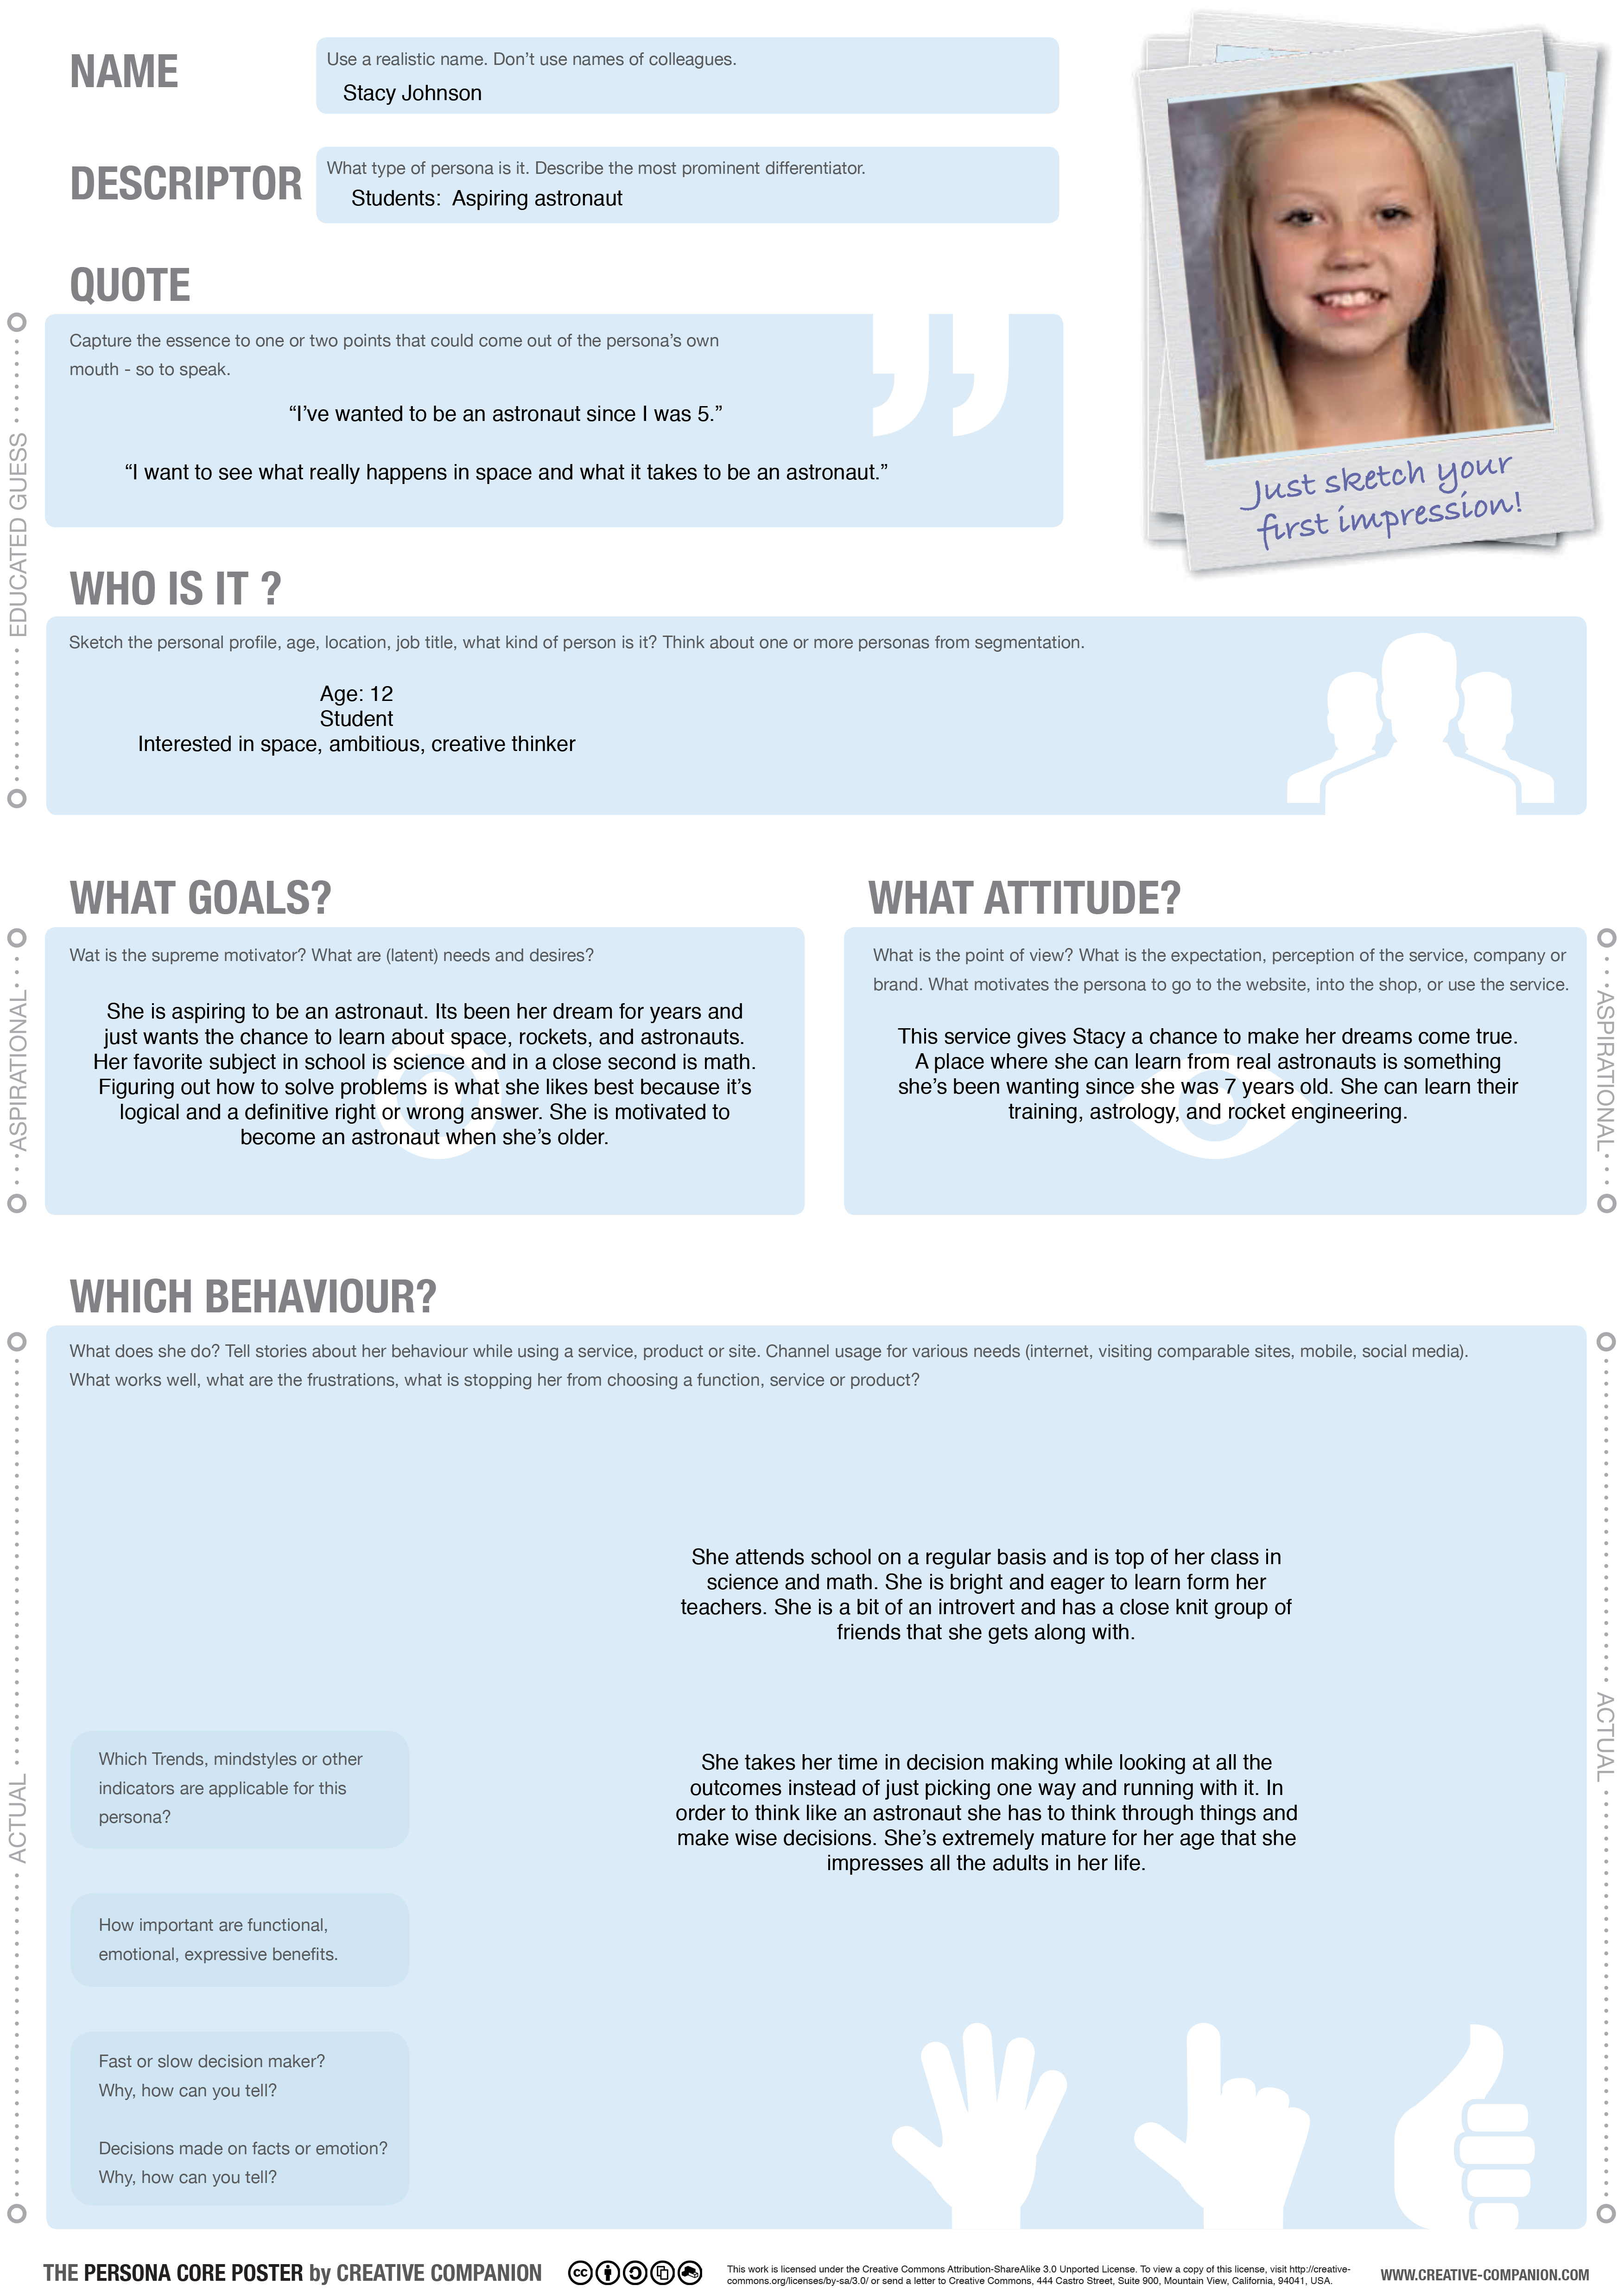 NAME
Use a realistic name. Don’t use names of colleagues.
Stacy Johnson
DESCRIPTOR
What type of persona is it. Describe the most prominent differentiator.
Students:  Aspiring astronaut
Just sketch your
first impression!
QUOTE
Capture the essence to one or two points that could come out of the persona’s own
mouth - so to speak.
“I’ve wanted to be an astronaut since I was 5.”
“I want to see what really happens in space and what it takes to be an astronaut.”
EDUCATED GUESS
WHO IS IT ?
Sketch the personal profile, age, location, job title, what kind of person is it? Think about one or more personas from segmentation.
Age: 12
Student
Interested in space, ambitious, creative thinker
WHAT GOALS?
Wat is the supreme motivator? What are (latent) needs and desires?
She is aspiring to be an astronaut. Its been her dream for years and
just wants the chance to learn about space, rockets, and astronauts.
Her favorite subject in school is science and in a close second is math.
Figuring out how to solve problems is what she likes best because it’s
logical and a definitive right or wrong answer. She is motivated to
become an astronaut when she’s older.
ASPIRATIONAL
WHAT ATTITUDE?
What is the point of view? What is the expectation, perception of the service, company or
brand. What motivates the persona to go to the website, into the shop, or use the service.
This service gives Stacy a chance to make her dreams come true.
A place where she can learn from real astronauts is something
she’s been wanting since she was 7 years old. She can learn their
training, astrology, and rocket engineering.
ASPIRATIONAL
WHICH BEHAVIOUR?
What does she do? Tell stories about her behaviour while using a service, product or site. Channel usage for various needs (internet, visiting comparable sites, mobile, social media).
What works well, what are the frustrations, what is stopping her from choosing a function, service or product?
She attends school on a regular basis and is top of her class in
science and math. She is bright and eager to learn form her
teachers. She is a bit of an introvert and has a close knit group of
friends that she gets along with.
Which Trends, mindstyles or other
indicators are applicable for this
persona?
She takes her time in decision making while looking at all the
outcomes instead of just picking one way and running with it. In
order to think like an astronaut she has to think through things and
make wise decisions. She’s extremely mature for her age that she
impresses all the adults in her life.
How important are functional,
emotional, expressive benefits.
Fast or slow decision maker?
Why, how can you tell?
Decisions made on facts or emotion?
Why, how can you tell?
ACTUAL
ACTUAL
THE PERSONA CORE POSTER by CREATIVE COMPANION
cc
This work is licensed under the Creative Commons Attribution-ShareAlike 3.0 Unported License. To view a copy of this license, visit http://creative-
commons.org/licenses/by-sa/3.0/ or send a letter to Creative Commons, 444 Castro Street, Suite 900, Mountain View, California, 94041, USA.
WWW.CREATIVE-COMPANION.COM